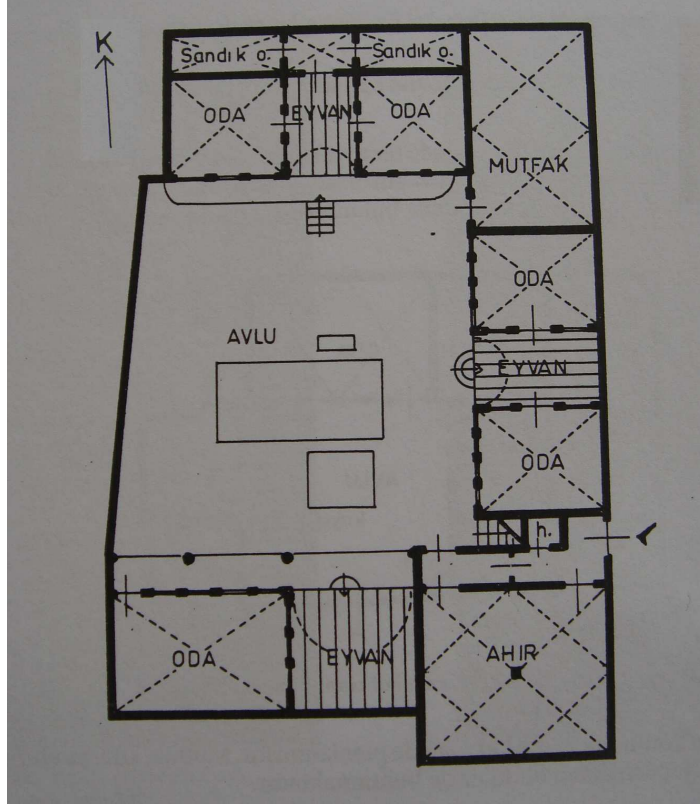 K
Sandık o.
Sandık o.
ODA
EYVAN
ODA
MUTFAK
ODA
AVLU
EYVAN
ODA
h.
ODA
EYVAN
AHIR